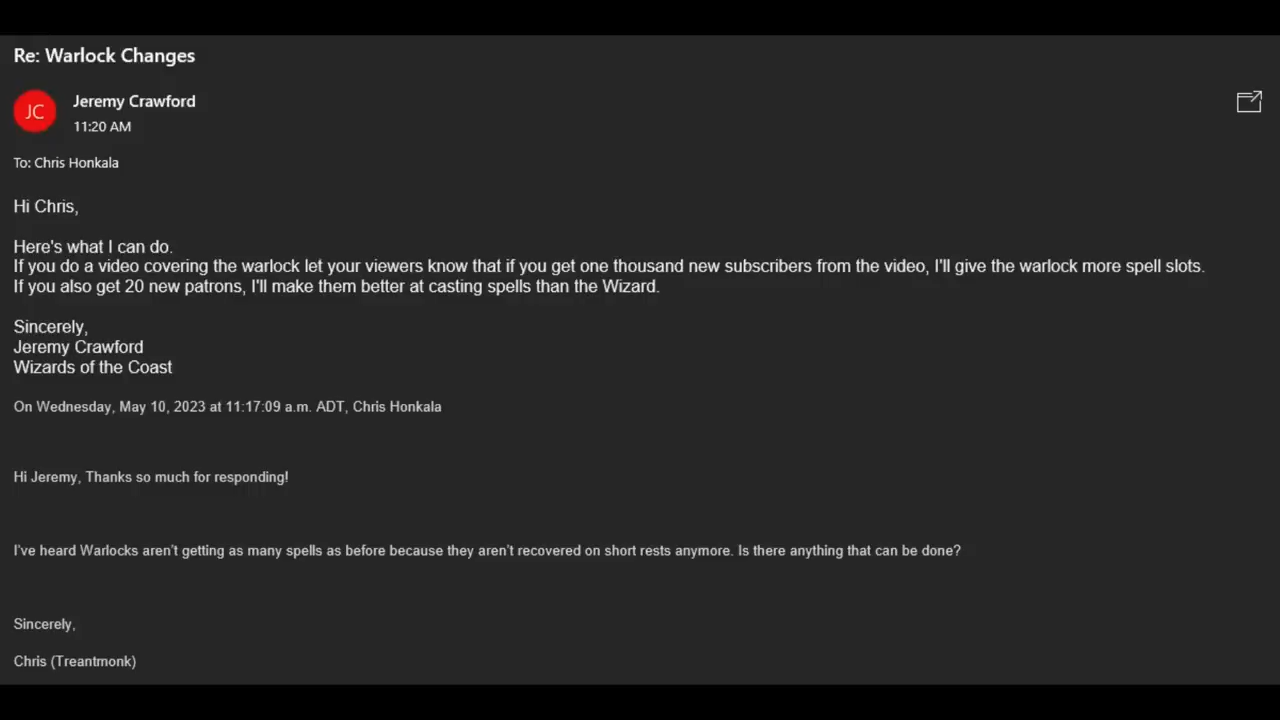 Re: Warlock Changes
JC
Jeremy Crawford
11:20 AM
To: Chris Honkala
Hi Chris,
Here's what I can do.
If you do a video covering the warlock let your viewers know that if you get one thousand new subscribers from the video, I'll give the warlock more spell slots.
If you also get 20 new patrons, I'll make them better at casting spells than the Wizard.
Sincerely,
Jeremy Crawford
Wizards of the Coast
On Wednesday, May 10, 2023 at 11:17:09 a.m. ADT, Chris Honkala
Hi Jeremy, Thanks so much for responding!
I've heard Warlocks aren't getting as many spells as before because they aren't recovered on short rests anymore. Is there anything that can be done?
Sincerely,
Chris (Treantmonk)